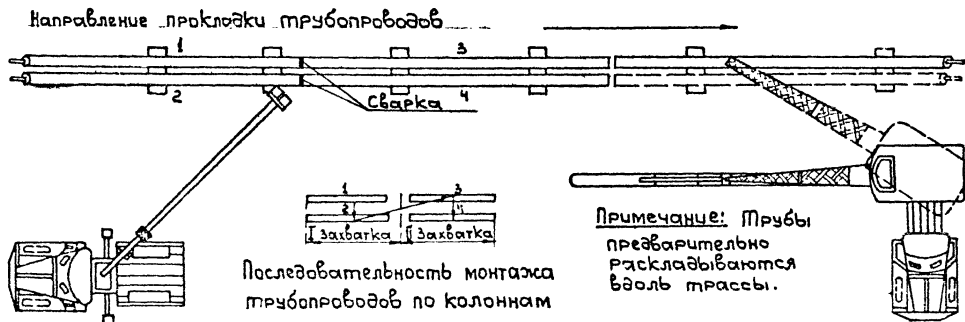 Направление прокладки трубопроводов
1
3
2
4
Сварка
1
3
2
4
I Захватка
II Захватка
Последовательность монтажа
трубопроводов по колоннам
Примечание: Трубы
предварительно
раскладываются
вдоль трассы.